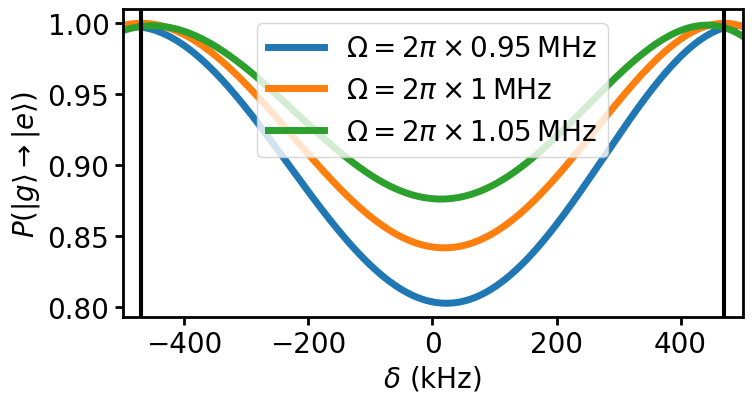 1.00
0.95
0.90
0.85
0.80
P(|g⟩ → |e⟩)
Ω = 2π × 0.95 MHz
Ω = 2π × 1 MHz
Ω = 2π × 1.05 MHz
−400 −200 0 200 400
δ (kHz)